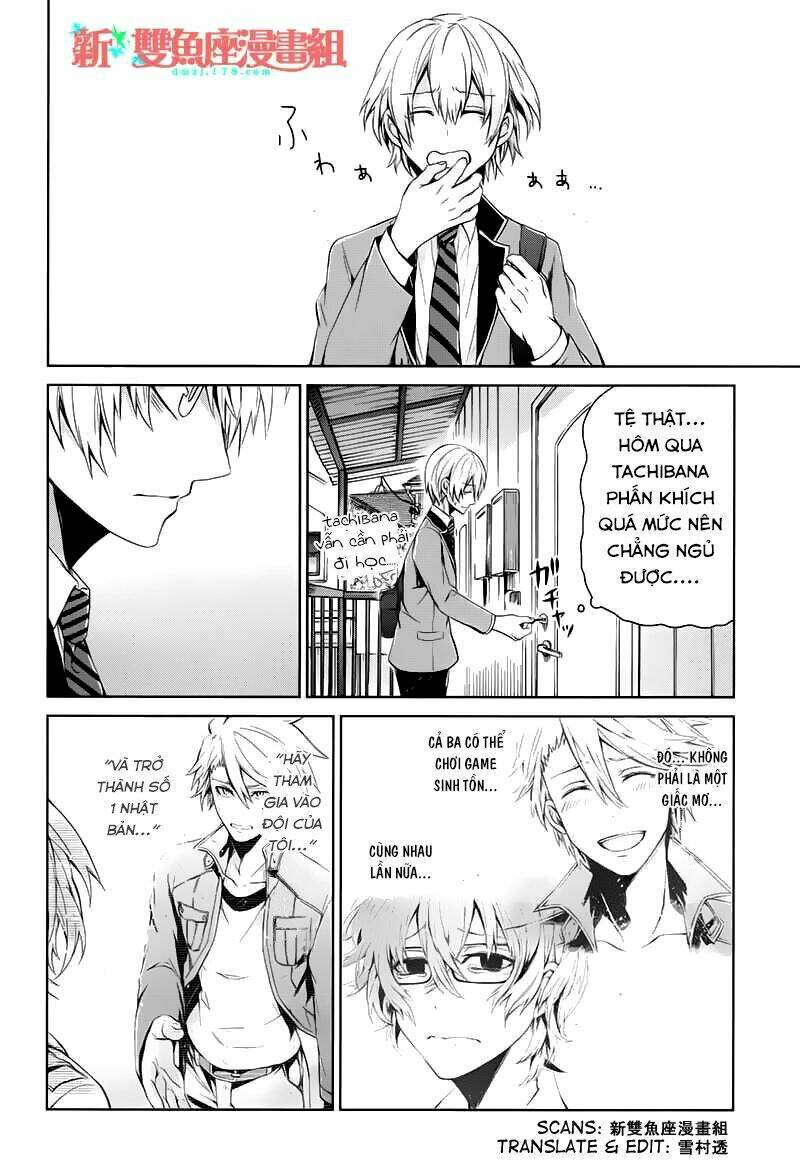 新☆雙魚座漫畫組
dmzj.178.com
ふ
わ
ぁ
ぁぁ...
TỆ THẬT...
HÔM QUA
TACHIBANA
PHẤN KHÍCH
QUÁ MỨC NÊN
CHẲNG NGỦ
ĐƯỢC....
TACHIBANA
VẪN CẦN PHẢI
ĐI HỌC...
ガチャッ
ĐÓ... KHÔNG
PHẢI LÀ MỘT
GIẤC MƠ...
CẢ BA CÓ THỂ
CHƠI GAME
SINH TỒN...
CÙNG NHAU
LẦN NỮA...
"HÃY
THAM
GIA VÀO
ĐỘI CỦA
TÔI..."
"VÀ TRỞ
THÀNH SỐ
1 NHẬT
BẢN..."
SCANS: 新雙魚座漫畫組
TRANSLATE & EDIT: 雪村透